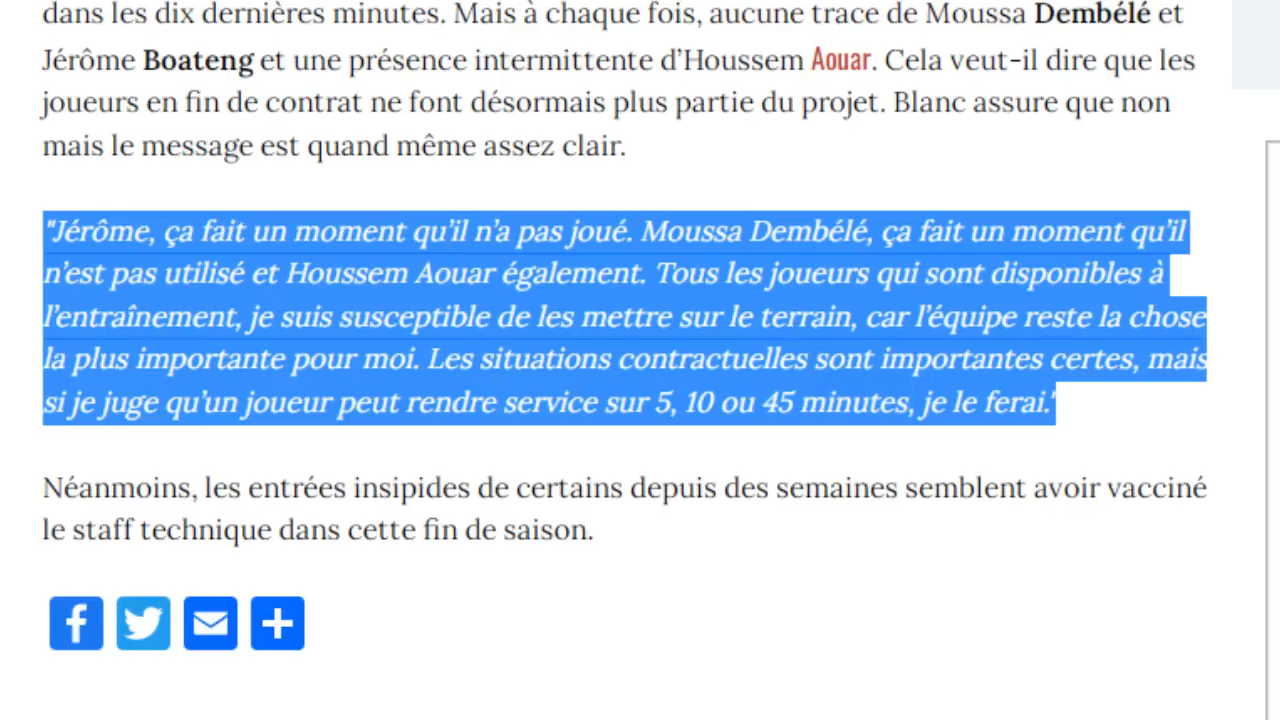 dans les dix dernières minutes. Mais à chaque fois, aucune trace de Moussa Dembélé et
Jérôme Boateng et une présence intermittente d’Houssem Aouar. Cela veut-il dire que les
joueurs en fin de contrat ne font désormais plus partie du projet. Blanc assure que non
mais le message est quand même assez clair.
"Jérôme, ça fait un moment qu’il n’a pas joué. Moussa Dembélé, ça fait un moment qu’il
n’est pas utilisé et Houssem Aouar également. Tous les joueurs qui sont disponibles à
l’entraînement, je suis susceptible de les mettre sur le terrain, car l’équipe reste la chose
la plus importante pour moi. Les situations contractuelles sont importantes certes, mais
si je juge qu’un joueur peut rendre service sur 5, 10 ou 45 minutes, je le ferai."
Néanmoins, les entrées insipides de certains depuis des semaines semblent avoir vacciné
le staff technique dans cette fin de saison.